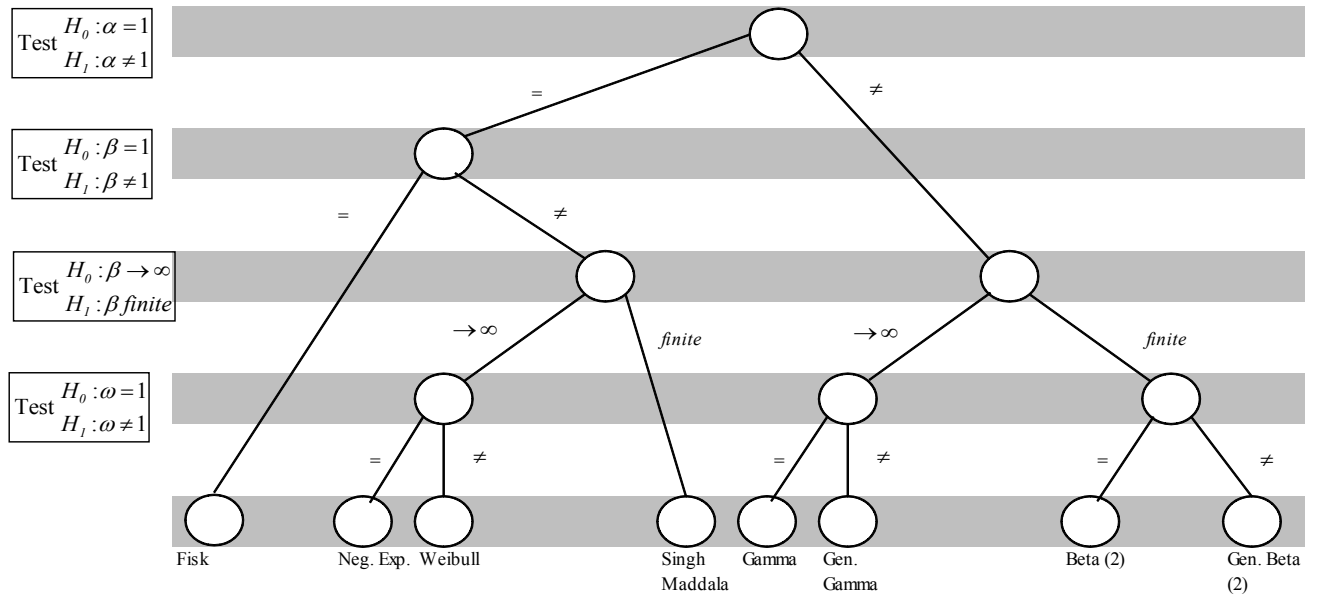 Test H₀ : α = 1
H₁ : α ≠ 1
=
≠
Test H₀ : β = 1
H₁ : β ≠ 1
=
≠
Test H₀ : β → ∞
H₁ : β finite
→ ∞
finite
→ ∞
finite
Test H₀ : ω = 1
H₁ : ω ≠ 1
=
≠
=
≠
=
≠
Fisk
Neg. Exp.
Weibull
Singh
Maddala
Gamma
Gen.
Gamma
Beta (2)
Gen. Beta
(2)